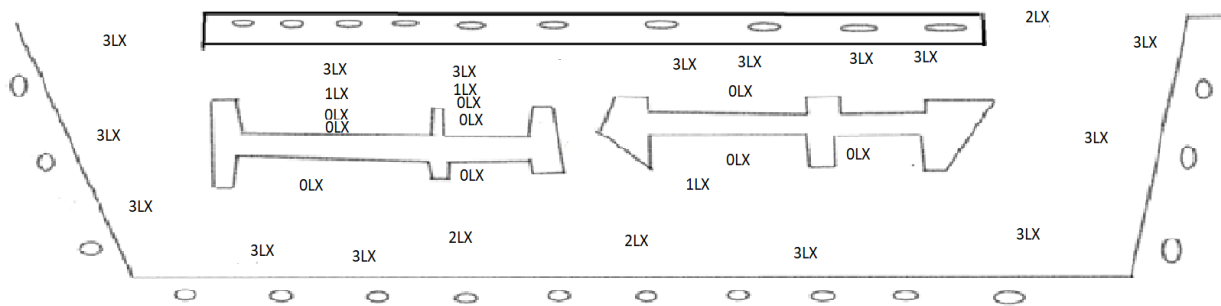 2LX
3LX 3LX
3LX 3LX 3LX 3LX 3LX 3LX
1LX 1LX 0LX
0LX
0LX 0LX
0LX
3LX 3LX
0LX 0LX
0LX 0LX
1LX
3LX
2LX 2LX 3LX
3LX 3LX 3LX